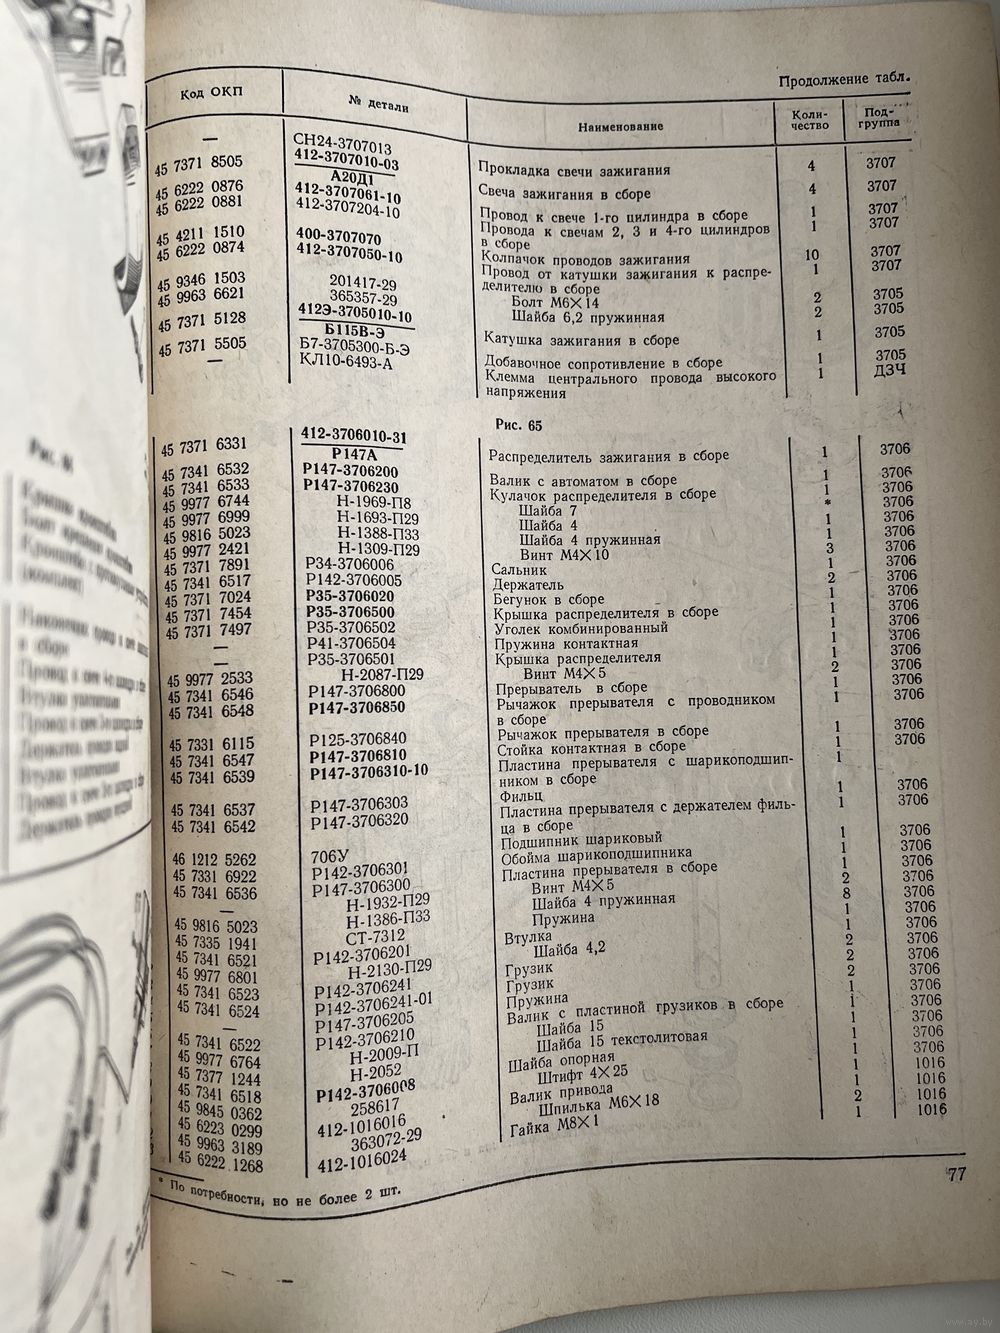 Продолжение табл.
Код ОКП № детали Наименование Коли- Под-
чество группа
— СН24-3707013 Прокладка свечи зажигания 4 3707
45 7371 8505 412-3707010-03 Свеча зажигания в сборе 4 3707
А20Д1
45 6222 0876 412-3707061-10 Провод к свече 1-го цилиндра в сборе 1 3707
45 6222 0881 412-3707204-10 Провода к свечам 2, 3 и 4-го цилиндров 1 3707
в сборе
45 4211 1510 400-3707070 Колпачок проводов зажигания 10 3707
45 6222 0874 412-3707050-10 Провод от катушки зажигания к распре- 1 3707
делителю в сборе
45 9346 1503 201417-29 Болт М6×14 2 3705
45 9963 6621 365357-29 Шайба 6,2 пружинная 2 3705
45 7371 5128 412Э-3705010-10 Катушка зажигания в сборе 1 3705
Б115В-Э
45 7371 5505 Б7-3705300-Б-Э Добавочное сопротивление в сборе 1 3705
— КЛ10-6493-А Клемма центрального провода высокого 1 ДЗЧ
напряжения
Рис. 65
45 7371 6331 412-3706010-31 Распределитель зажигания в сборе 1 3706
Р147А
45 7341 6532 Р147-3706200 Валик с автоматом в сборе 1 3706
45 7341 6533 Р147-3706230 Кулачок распределителя в сборе 1 3706
45 9977 6744 Н-1969-П8 Шайба 7 * 3706
45 9977 6999 Н-1693-П29 Шайба 4 1 3706
45 9816 5023 Н-1388-П33 Шайба 4 пружинная 1 3706
45 9977 2421 Н-1309-П29 Винт М4×10 3 3706
45 7371 7891 Р34-3706006 Сальник 1 3706
45 7341 6517 Р142-3706005 Держатель 2 3706
45 7371 7024 Р35-3706020 Бегунок в сборе 1 3706
45 7371 7454 Р35-3706500 Крышка распределителя в сборе 1 3706
45 7371 7497 Р35-3706502 Уголек комбинированный 1 3706
— Р41-3706504 Пружина контактная 1 3706
— Р35-3706501 Крышка распределителя 1 3706
45 9977 2533 Н-2087-П29 Винт М4×5 2 3706
45 7341 6546 Р147-3706800 Прерыватель в сборе 1 3706
45 7341 6548 Р147-3706850 Рычажок прерывателя с проводником 1 3706
в сборе
45 7331 6115 Р125-3706840 Рычажок прерывателя в сборе 1 3706
45 7341 6547 Р147-3706810 Стойка контактная в сборе 1 3706
45 7341 6539 Р147-3706310-10 Пластина прерывателя с шарикоподшип- 1
ником в сборе
45 7341 6537 Р147-3706303 Фильц 1 3706
45 7341 6542 Р147-3706320 Пластина прерывателя с держателем филь- 1 3706
ца в сборе
46 1212 5262 706У Подшипник шариковый 1 3706
45 7331 6922 Р142-3706301 Обойма шарикоподшипника 1 3706
45 7341 6536 Р147-3706300 Пластина прерывателя в сборе 1 3706
— Н-1932-П29 Винт М4×5 2 3706
45 9816 5023 Н-1386-П33 Шайба 4 пружинная 8 3706
45 7335 1941 СТ-7312 Пружина 1 3706
45 7341 6521 Р142-3706201 Втулка 1 3706
45 9977 6801 Н-2130-П29 Шайба 4,2 2 3706
45 7341 6523 Р142-3706241 Грузик 2 3706
45 7341 6524 Р142-3706241-01 Грузик 2 3706
— Р147-3706205 Пружина 1 3706
45 7341 6522 Р142-3706210 Валик с пластиной грузиков в сборе 1 3706
45 9977 6764 Н-2009-П Шайба 15 1 3706
45 7377 1244 Н-2052 Шайба 15 текстолитовая 1 3706
45 7341 6518 Р142-3706008 Шайба опорная 1 3706
45 9845 0362 258617 Штифт 4×25 1 1016
45 6223 0299 412-1016016 Валик привода 1 1016
45 9963 3189 363072-29 Шпилька М6×18 2 1016
45 6222 1268 412-1016024 Гайка М8×1 1 1016
* По потребности, но не более 2 шт.
77
www.ay.by